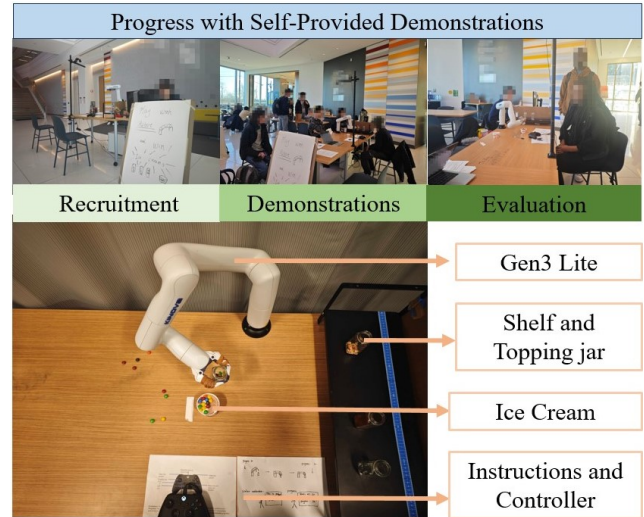 Progress with Self-Provided Demonstrations
Recruitment
Demonstrations
Evaluation
Gen3 Lite
Shelf and
Topping jar
Ice Cream
Instructions and
Controller